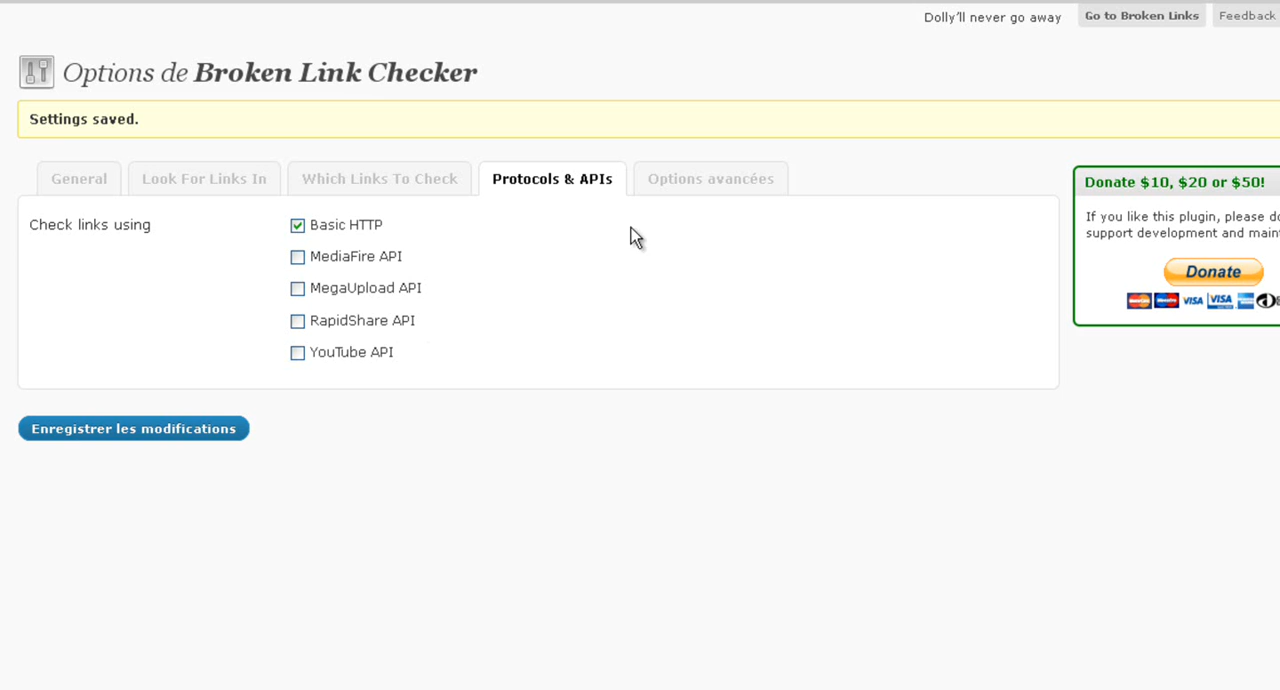 Dolly'll never go away
Go to Broken Links
Feedback
Options de Broken Link Checker
Settings saved.
General
Look For Links In
Which Links To Check
Protocols & APIs
Options avancées
Check links using
Basic HTTP
MediaFire API
MegaUpload API
RapidShare API
YouTube API
Enregistrer les modifications
Donate $10, $20 or $50!
If you like this plugin, please
support development and
Donate
VISA
VISA